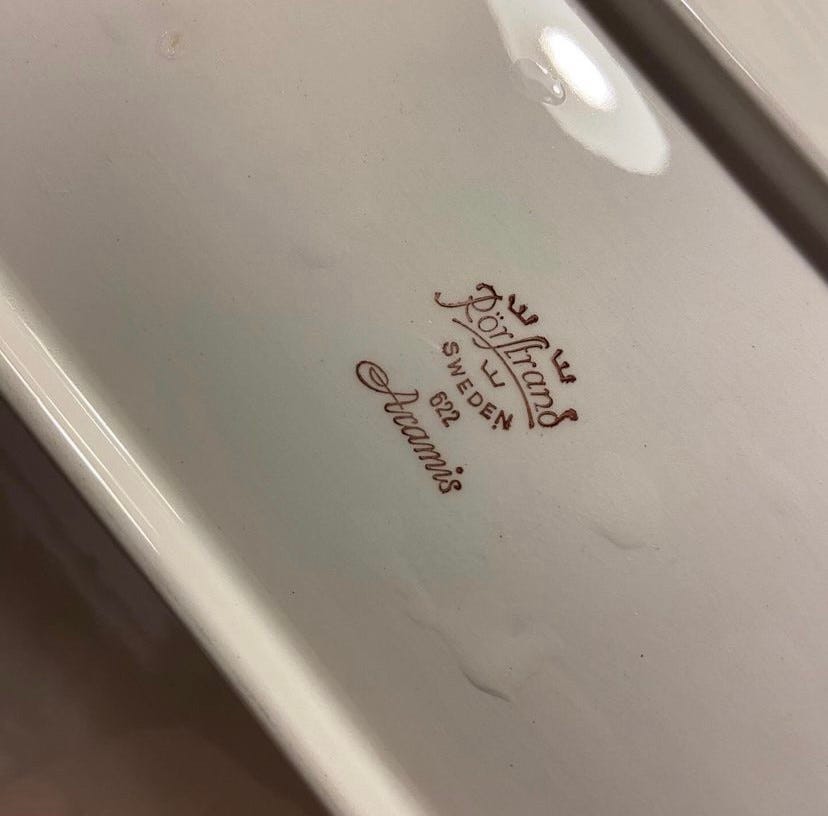 Rörstrand
SWEDEN
622
Aramis